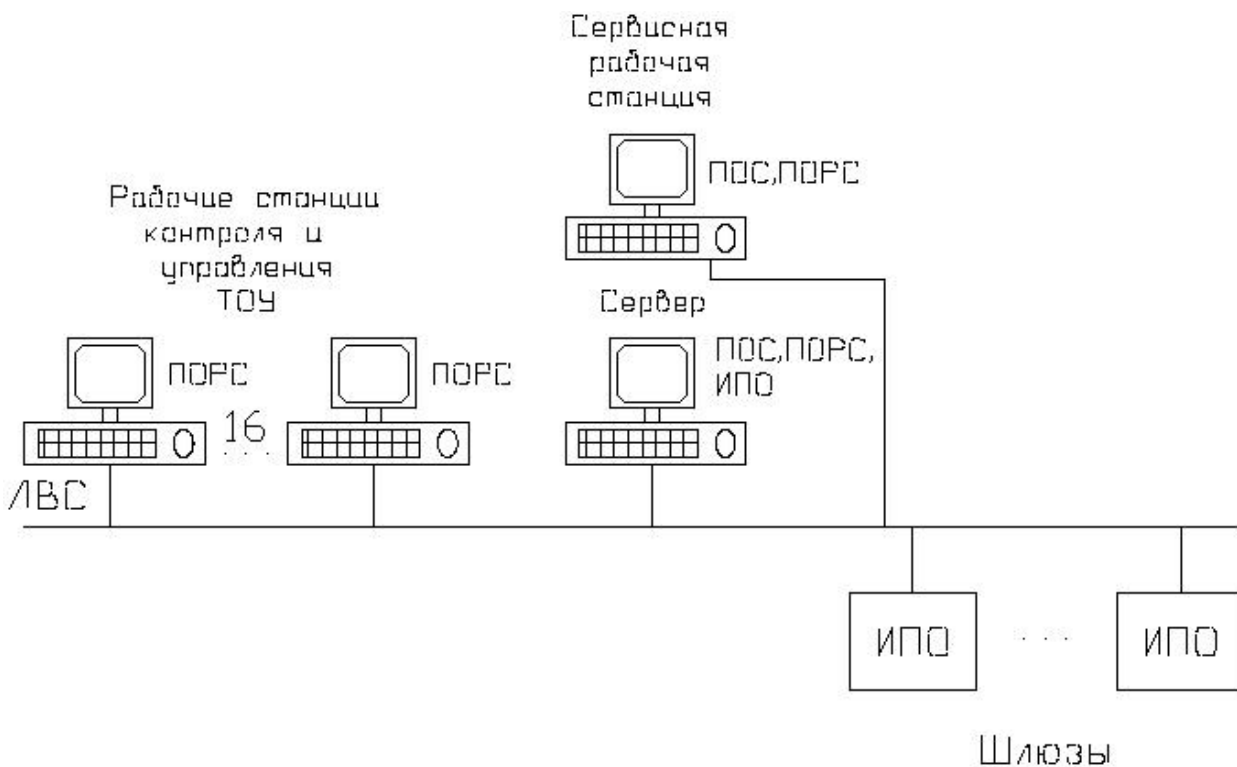 Сервисная
рабочая
станция
ПОС,ПОРС
Рабочие станции
контроля и
управления
ТОУ
Сервер
ПОРС
ПОРС
ПОС,ПОРС,
ИПО
16
...
ЛВС
ИПО
...
ИПО
Шлюзы